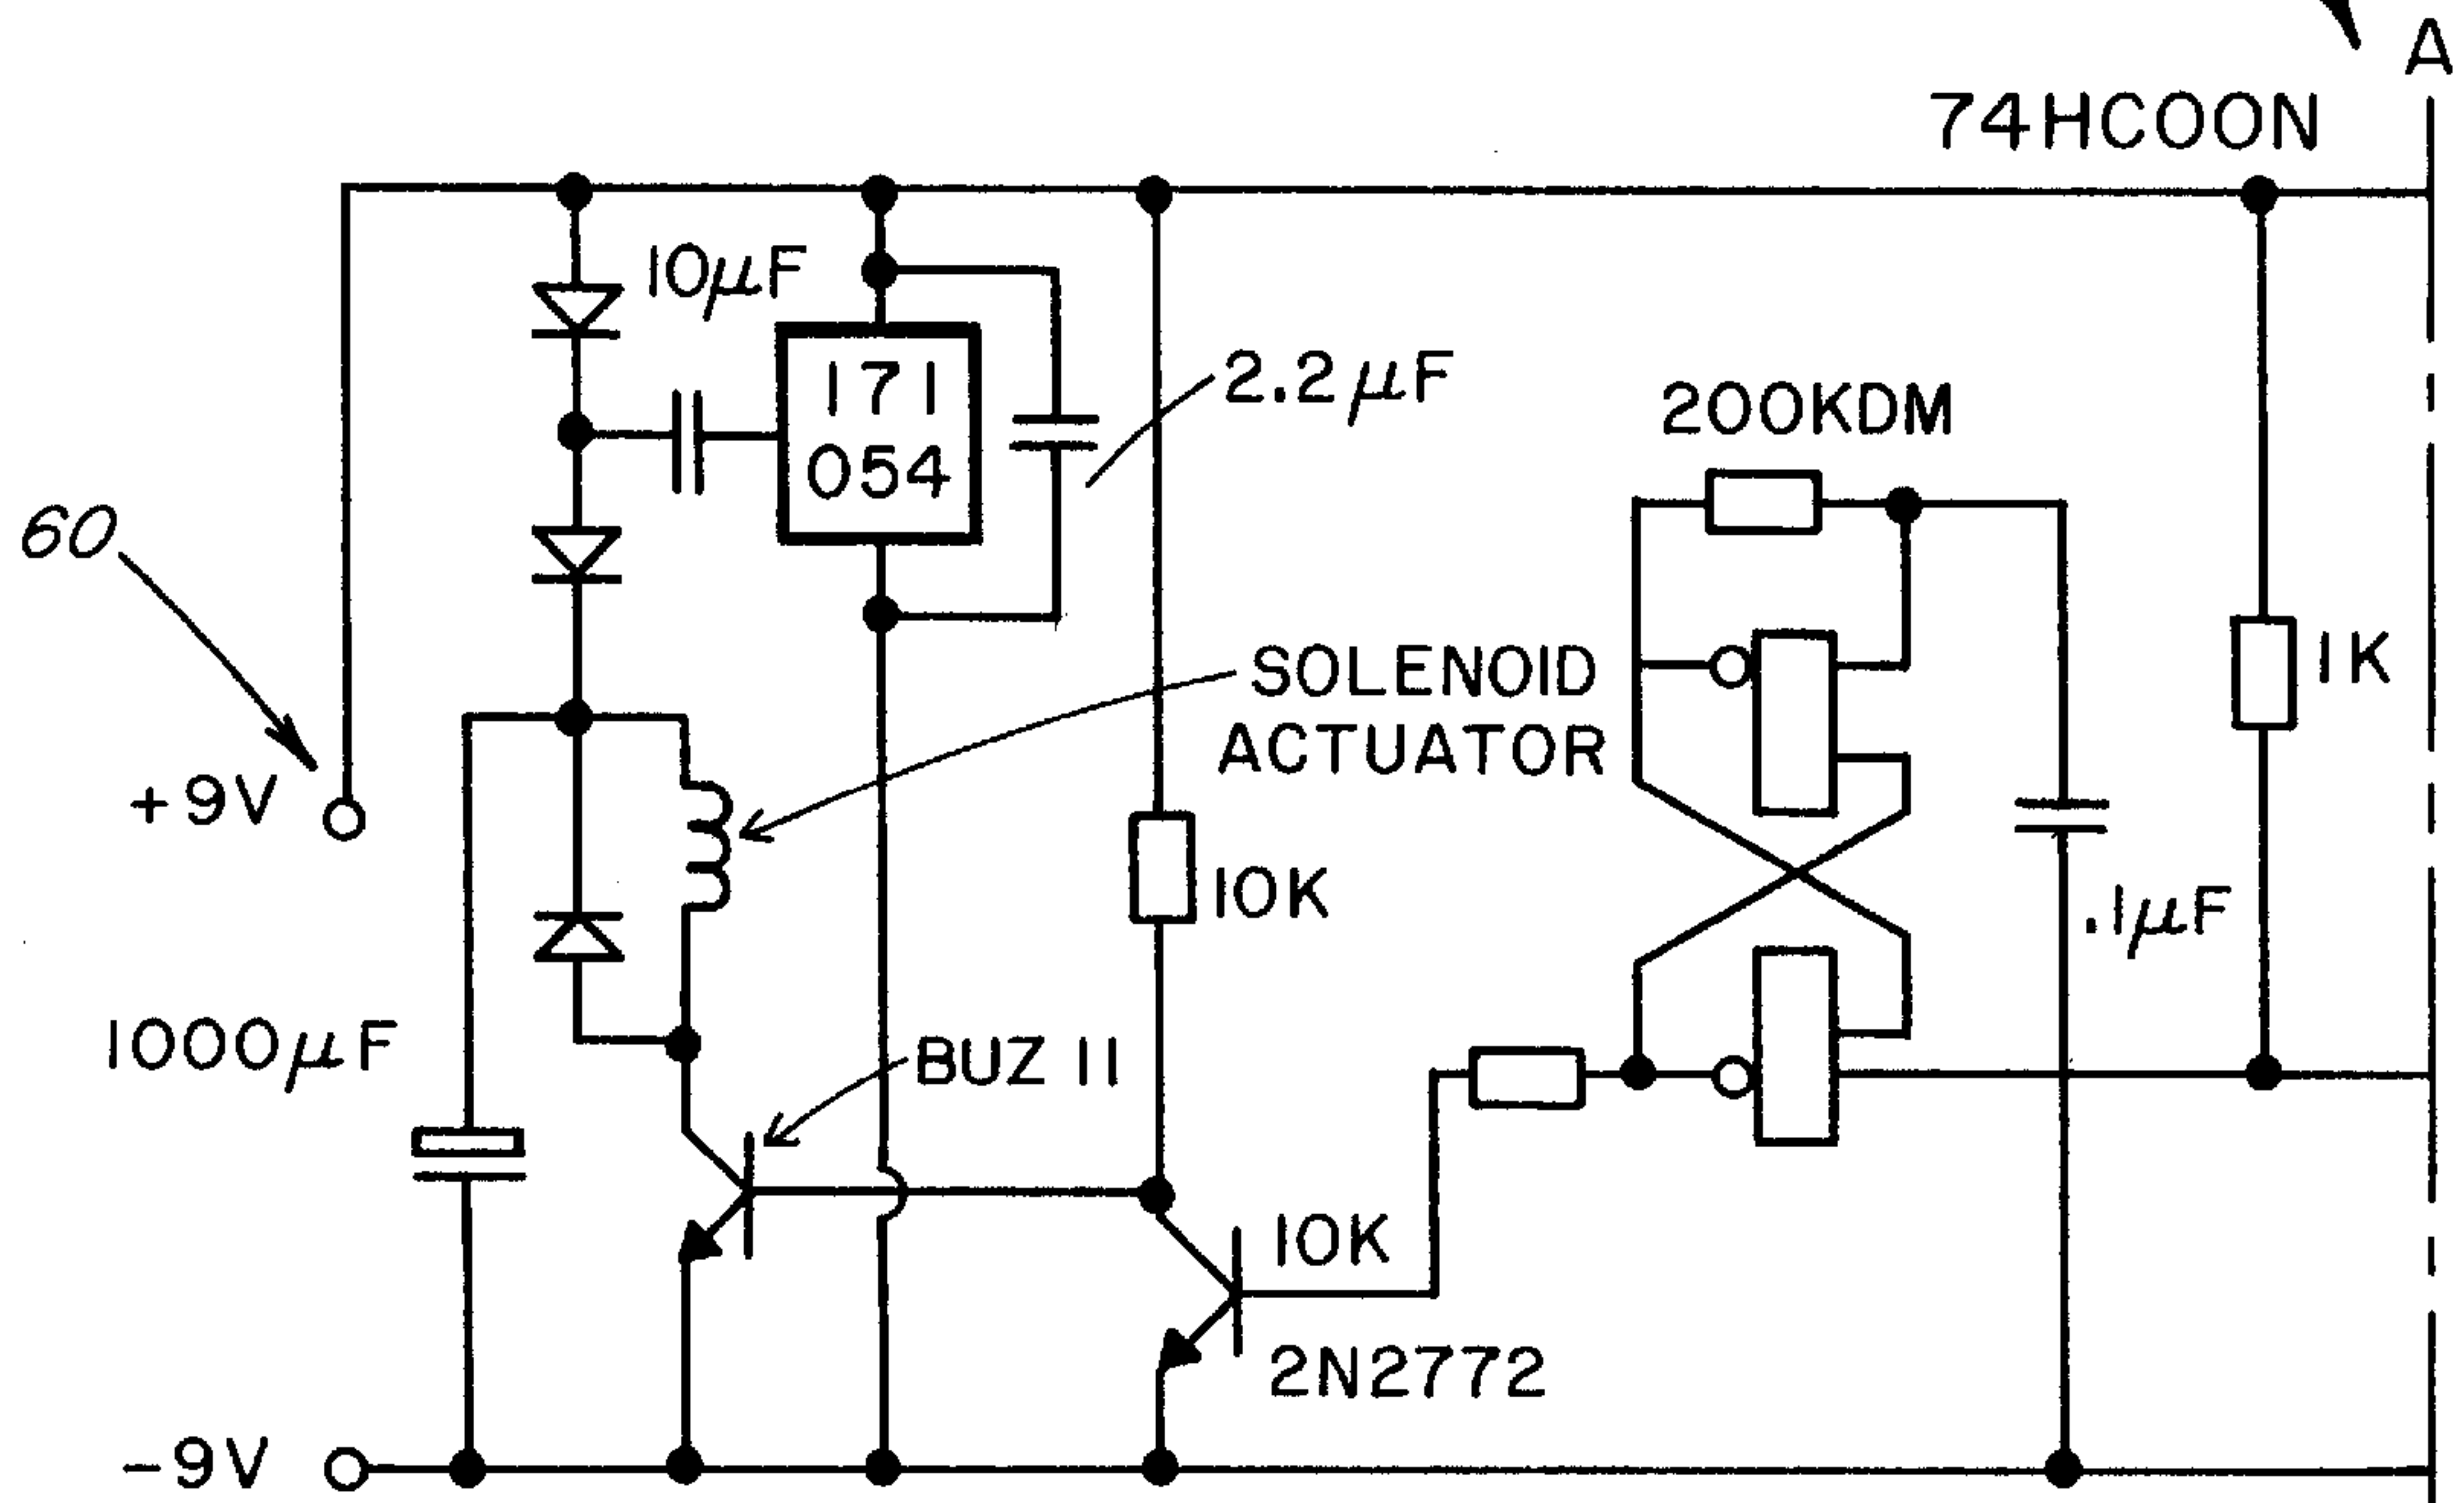 A
74HCOON
10µF
171
054
2.2µF
200KDM
60
SOLENOID
ACTUATOR
1K
+9V
10K
.1µF
1000µF
BUZ 11
10K
2N2772
-9V